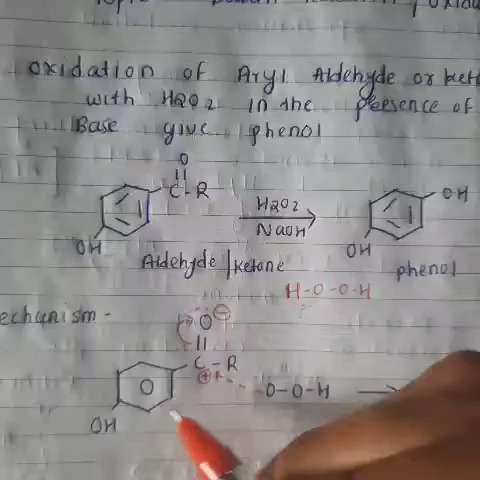 oxidation of Aryl Aldehyde or ket
with H2O2 in the presence of
Base give phenol
O
C-R
H2O2
NaOH
OH
OH
OH
Aldehyde/ketone
phenol
H-O-O-H
echanism-
O ⊖
C-R
⊕
O-O-H
OH